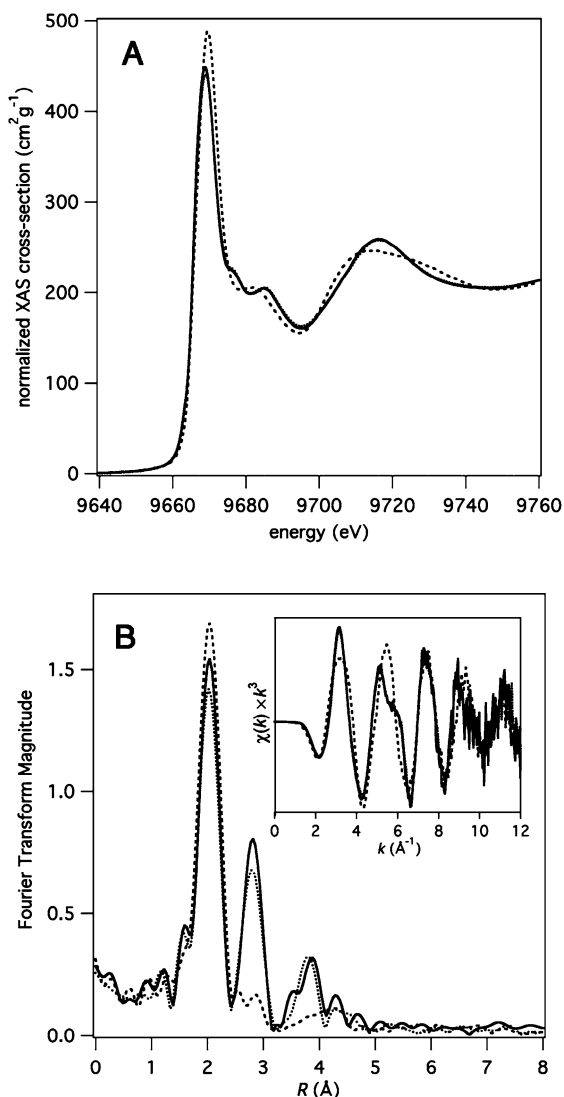 A
normalized XAS cross-section (cm²g⁻¹)
500
400
300
200
100
0
9640 9660 9680 9700 9720 9740 9760
energy (eV)
B
Fourier Transform Magnitude
1.5
1.0
0.5
0.0
0 1 2 3 4 5 6 7 8
R (Å)
χ(k) × k³
0 2 4 6 8 10 12
k (Å⁻¹)